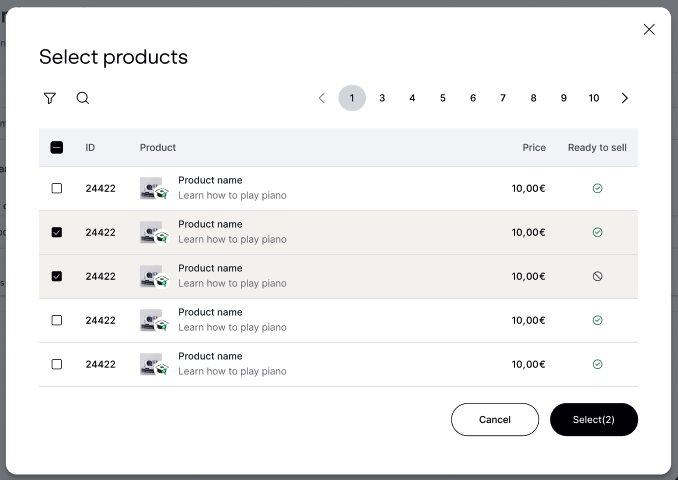 Select products
1 3 4 5 6 7 8 9 10
ID Product Price Ready to sell
24422 Product name 10,00€
Learn how to play piano
24422 Product name 10,00€
Learn how to play piano
24422 Product name 10,00€
Learn how to play piano
24422 Product name 10,00€
Learn how to play piano
24422 Product name 10,00€
Learn how to play piano
Cancel Select(2)